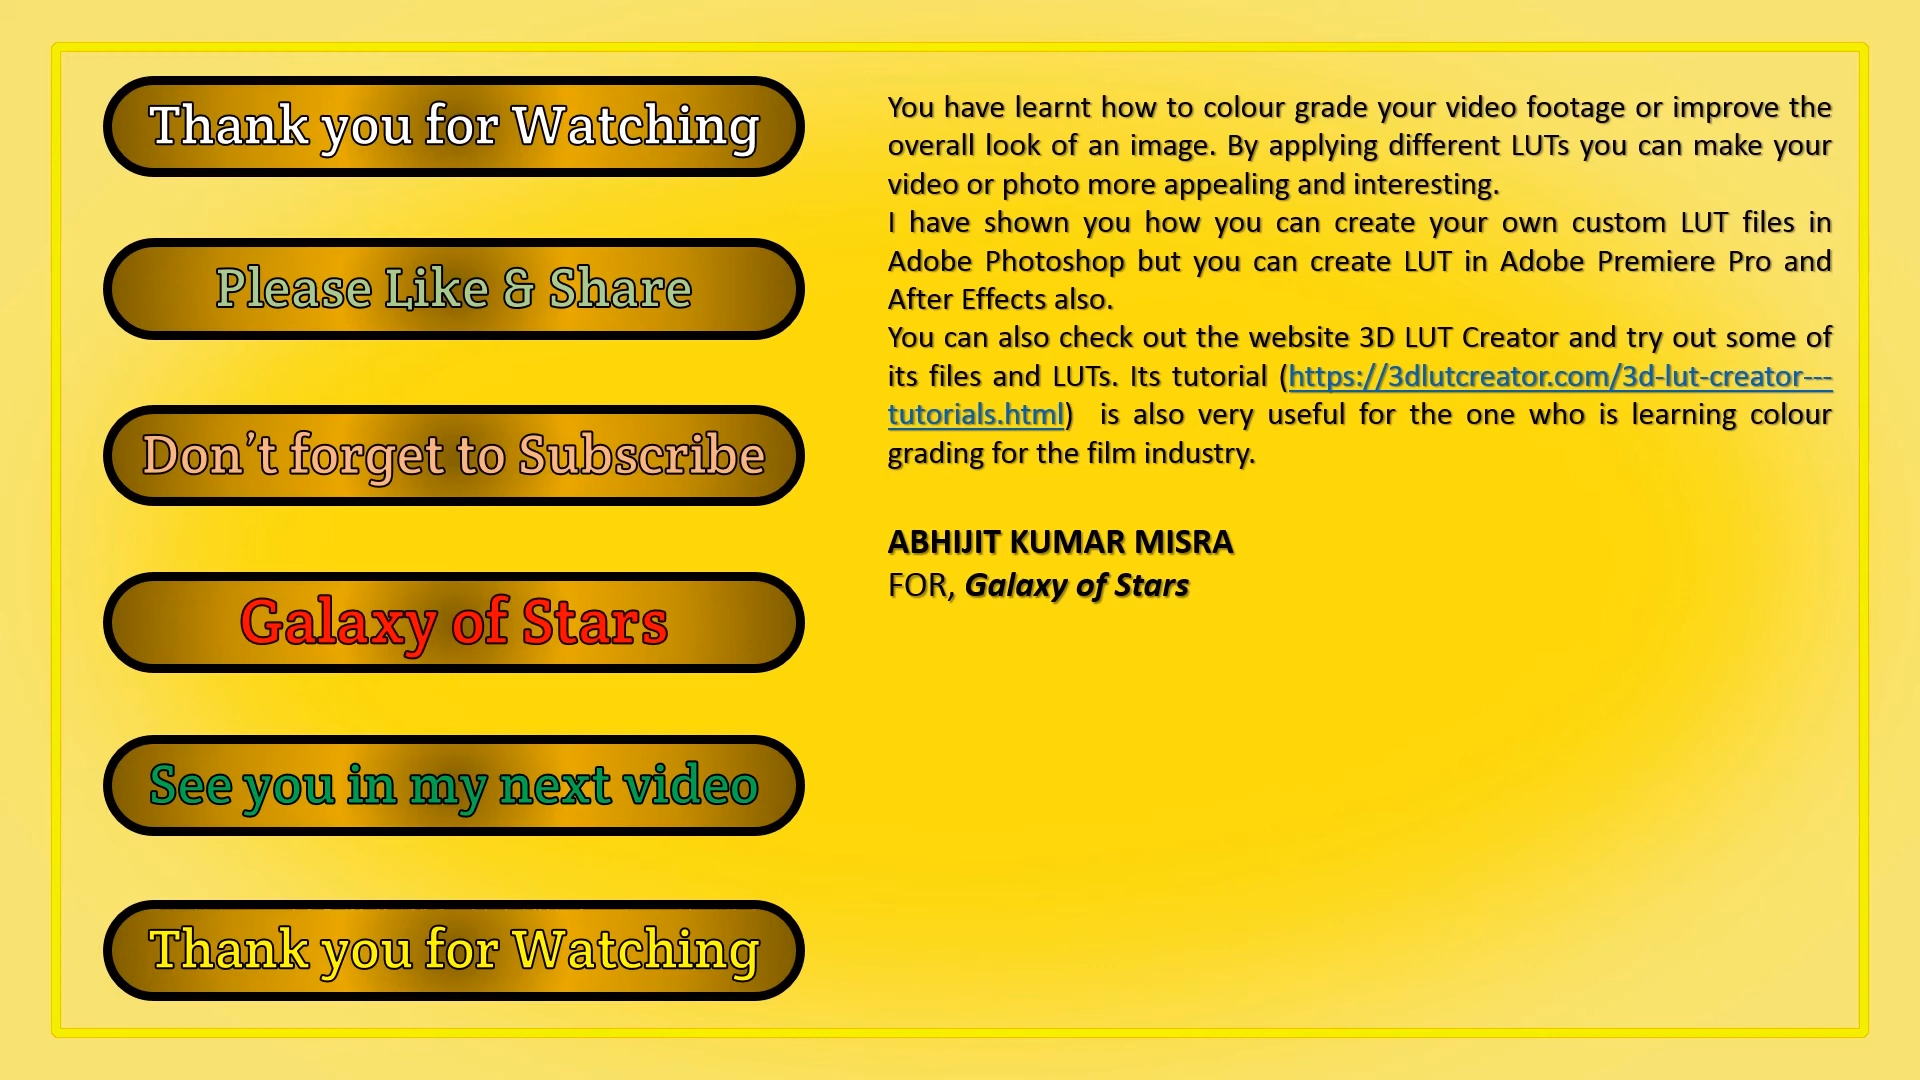 Thank you for Watching
Please Like & Share
Don't forget to Subscribe
Galaxy of Stars
See you in my next video
Thank you for Watching
You have learnt how to colour grade your video footage or improve the
overall look of an image. By applying different LUTs you can make your
video or photo more appealing and interesting.
I have shown you how you can create your own custom LUT files in
Adobe Photoshop but you can create LUT in Adobe Premiere Pro and
After Effects also.
You can also check out the website 3D LUT Creator and try out some of
its files and LUTs. Its tutorial (https://3dlutcreator.com/3d-lut-creator---
tutorials.html) is also very useful for the one who is learning colour
grading for the film industry.
ABHIJIT KUMAR MISRA
FOR, Galaxy of Stars